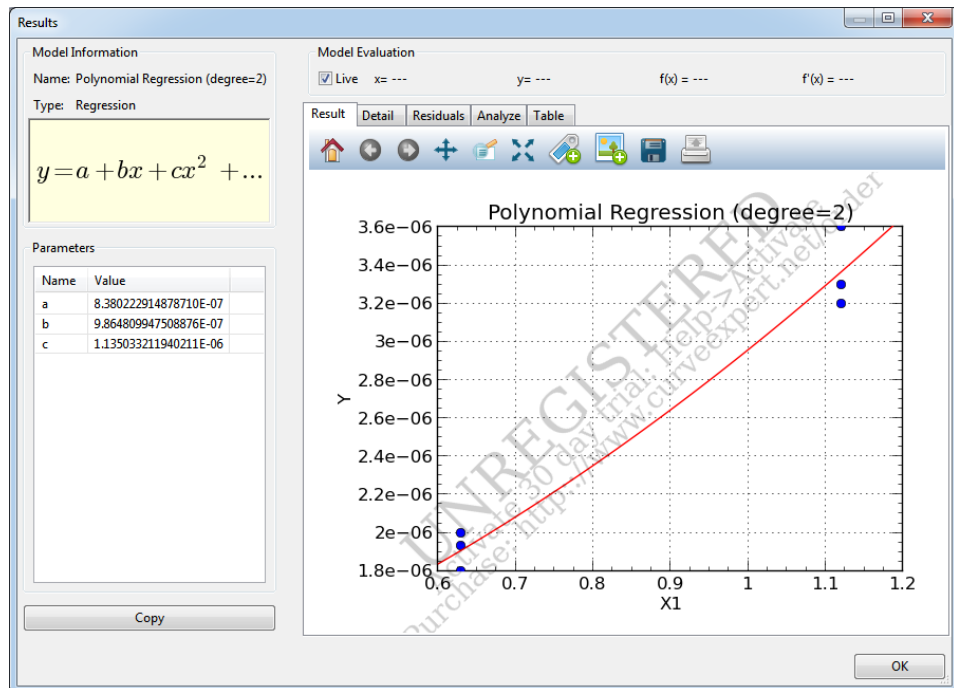 Results
Model Information
Name: Polynomial Regression (degree=2)
Type: Regression
y=a+bx+cx² +...
Parameters
Name Value
a 8.380222914878710E-07
b 9.864809947508876E-07
c 1.135033211940211E-06
Copy
Model Evaluation
Live x= --- y= --- f(x) = --- f'(x) = ---
Result Detail Residuals Analyze Table
Polynomial Regression (degree=2)
3.6e−06
3.4e−06
3.2e−06
3e−06
2.8e−06
2.6e−06
2.4e−06
2.2e−06
2e−06
1.8e−06
Y
0.6 0.7 0.8 0.9 1 1.1 1.2
X1
UNREGISTERED
Activate 30 day trial: Help->Activate
Purchase: http://www.curveexpert.net/order
OK